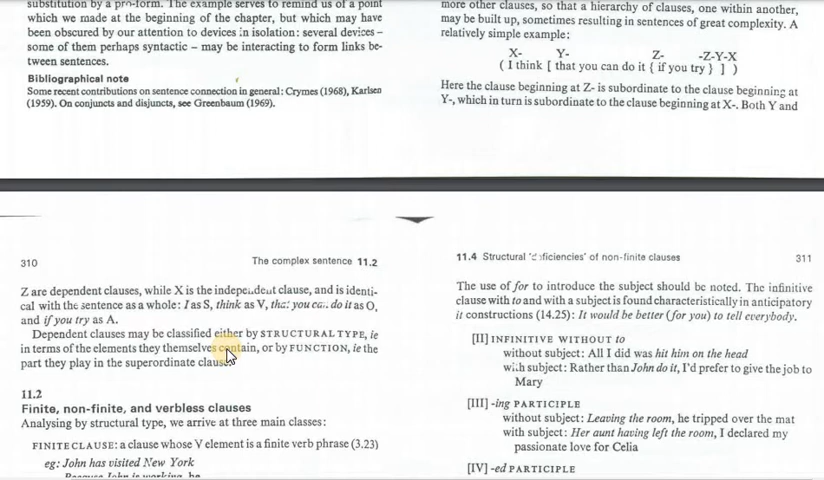 substitution by a pro-form. The example serves to remind us of a point
which we made at the beginning of the chapter, but which may have
been obscured by our attention to devices in isolation: several devices –
some of them perhaps syntactic – may be interacting to form links be-
tween sentences.
Bibliographical note
Some recent contributions on sentence connection in general: Crymes (1968), Karlsen
(1959). On conjuncts and disjuncts, see Greenbaum (1969).
more other clauses, so that a hierarchy of clauses, one within another,
may be built up, sometimes resulting in sentences of great complexity. A
relatively simple example:
X- Y- Z- -Z-Y-X
( I think [ that you can do it { if you try } ] )
Here the clause beginning at Z- is subordinate to the clause beginning at
Y-, which in turn is subordinate to the clause beginning at X-. Both Y and
310 The complex sentence 11.2
Z are dependent clauses, while X is the independent clause, and is identi-
cal with the sentence as a whole: I as S, think as V, that you can do it as O,
and if you try as A.
Dependent clauses may be classified either by STRUCTURAL TYPE, ie
in terms of the elements they themselves contain, or by FUNCTION, ie the
part they play in the superordinate clause.
11.2
Finite, non-finite, and verbless clauses
Analysing by structural type, we arrive at three main classes:
FINITE CLAUSE: a clause whose V element is a finite verb phrase (3.23)
eg: John has visited New York
Because John is working, he
11.4 Structural 'deficiencies' of non-finite clauses 311
The use of for to introduce the subject should be noted. The infinitive
clause with to and with a subject is found characteristically in anticipatory
it constructions (14.25): It would be better (for you) to tell everybody.
[II] INFINITIVE WITHOUT to
without subject: All I did was hit him on the head
with subject: Rather than John do it, I'd prefer to give the job to
Mary
[III] -ing PARTICIPLE
without subject: Leaving the room, he tripped over the mat
with subject: Her aunt having left the room, I declared my
passionate love for Celia
[IV] -ed PARTICIPLE